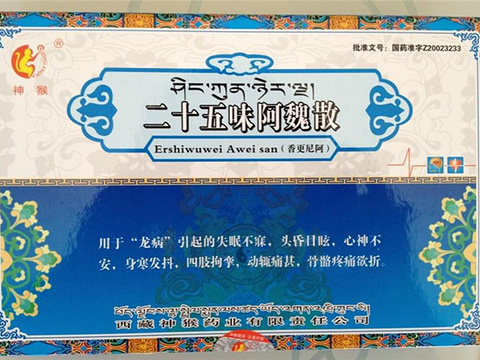 批准文号：国药准字Z20023233
®
神猴
ཤིང་ཀུན་ཉེར་ལྔ།
二十五味阿魏散
Ershiwuwei Awei san（香更尼阿）
用于“龙病”引起的失眠不寐，头昏目眩，心神不
安，身寒发抖，四肢拘挛，动辄痛甚，骨骼疼痛欲折。
西藏神猴药业有限责任公司